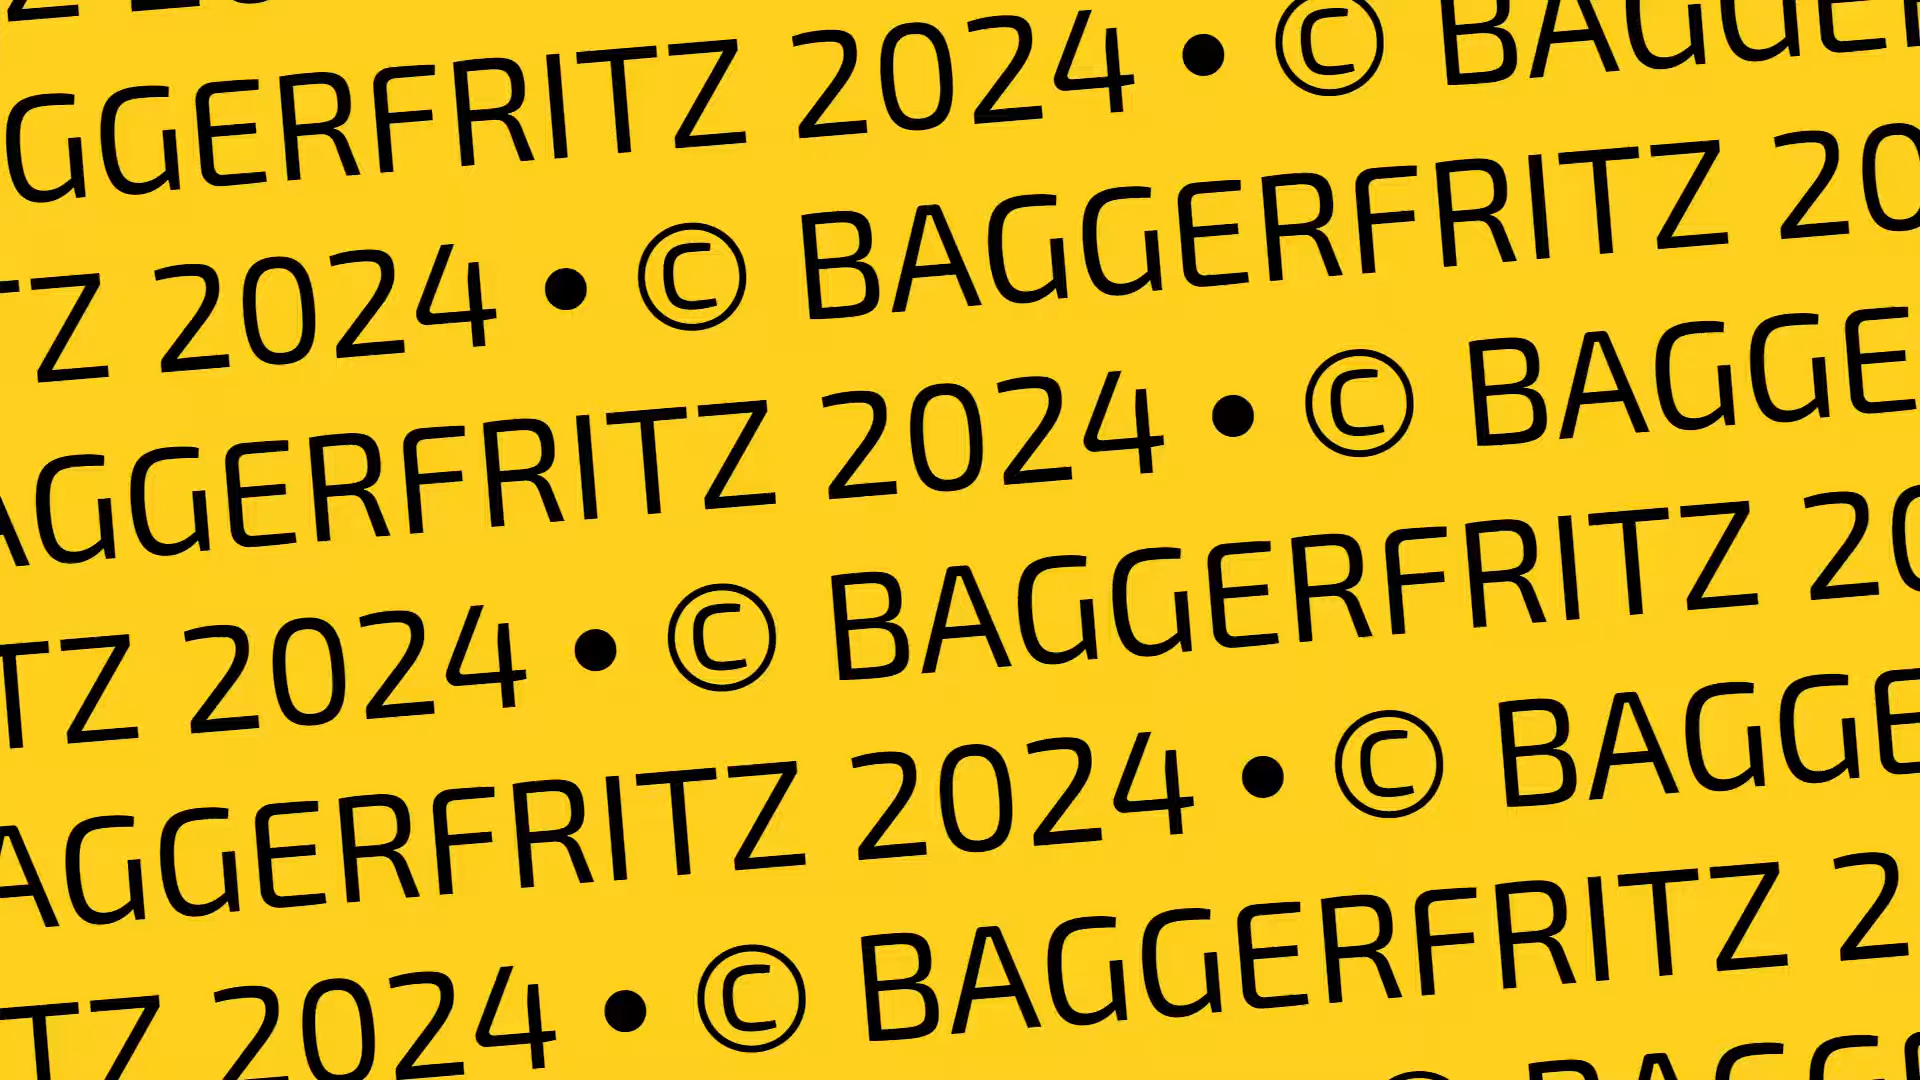 GGERFRITZ 2024 • © BAGGER
TZ 2024 • © BAGGERFRITZ 20
AGGERFRITZ 2024 • © BAGGE
TZ 2024 • © BAGGERFRITZ 20
AGGERFRITZ 2024 • © BAGGE
TZ 2024 • © BAGGERFRITZ 2
© BAGGE